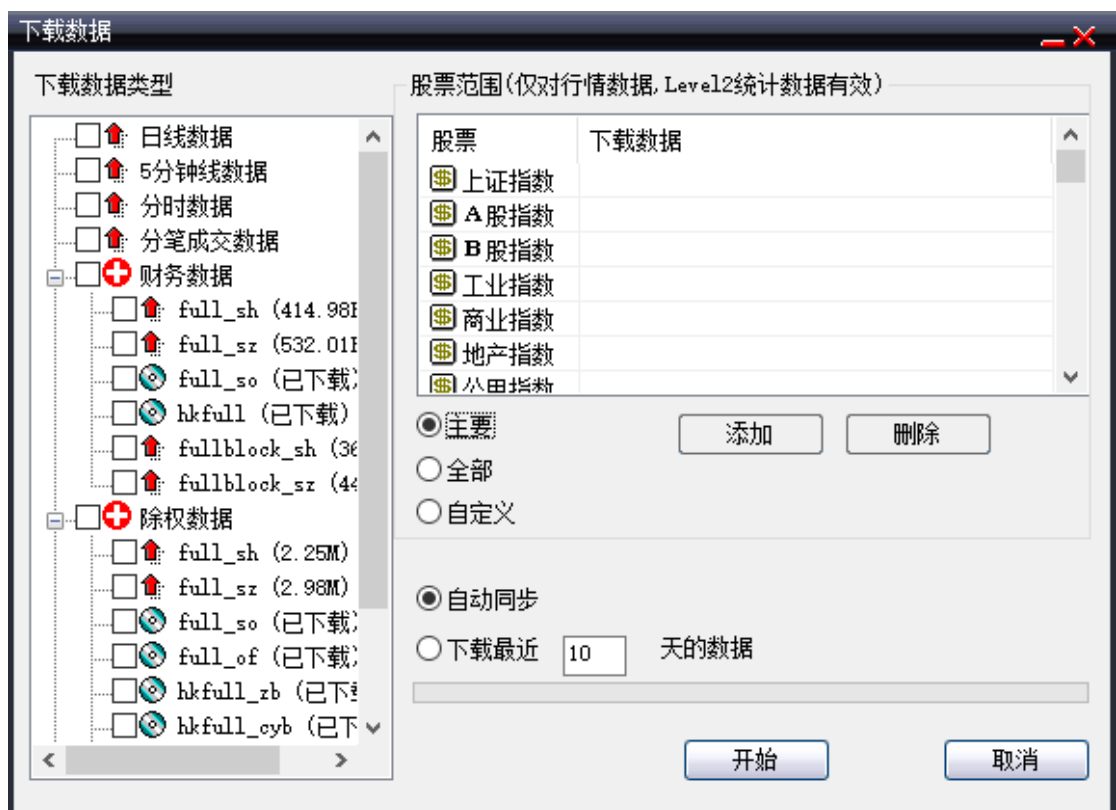 下载数据
下载数据类型
日线数据
5分钟线数据
分时数据
分笔成交数据
财务数据
full_sh (414.98
full_sz (532.01
full_so (已下载)
hkfull (已下载)
fullblock_sh (36
fullblock_sz (44
除权数据
full_sh (2.25M)
full_sz (2.98M)
full_so (已下载)
full_of (已下载)
hkfull_zb (已下
hkfull_cyb (已下
股票范围(仅对行情数据,Level2统计数据有效)
股票 下载数据
上证指数
A股指数
B股指数
工业指数
商业指数
地产指数
主要
添加 删除
全部
自定义
自动同步
下载最近 10 天的数据
开始 取消